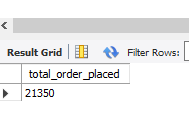 Result Grid Filter Rows:
total_order_placed
21350